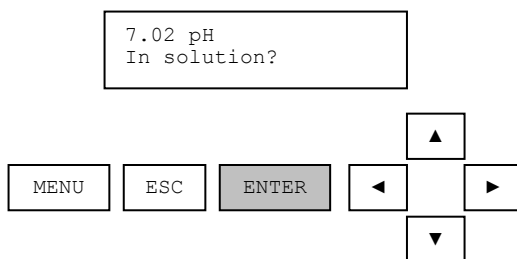 7.02 pH
In solution?
▲
MENU ESC ENTER ◄ ►
▼